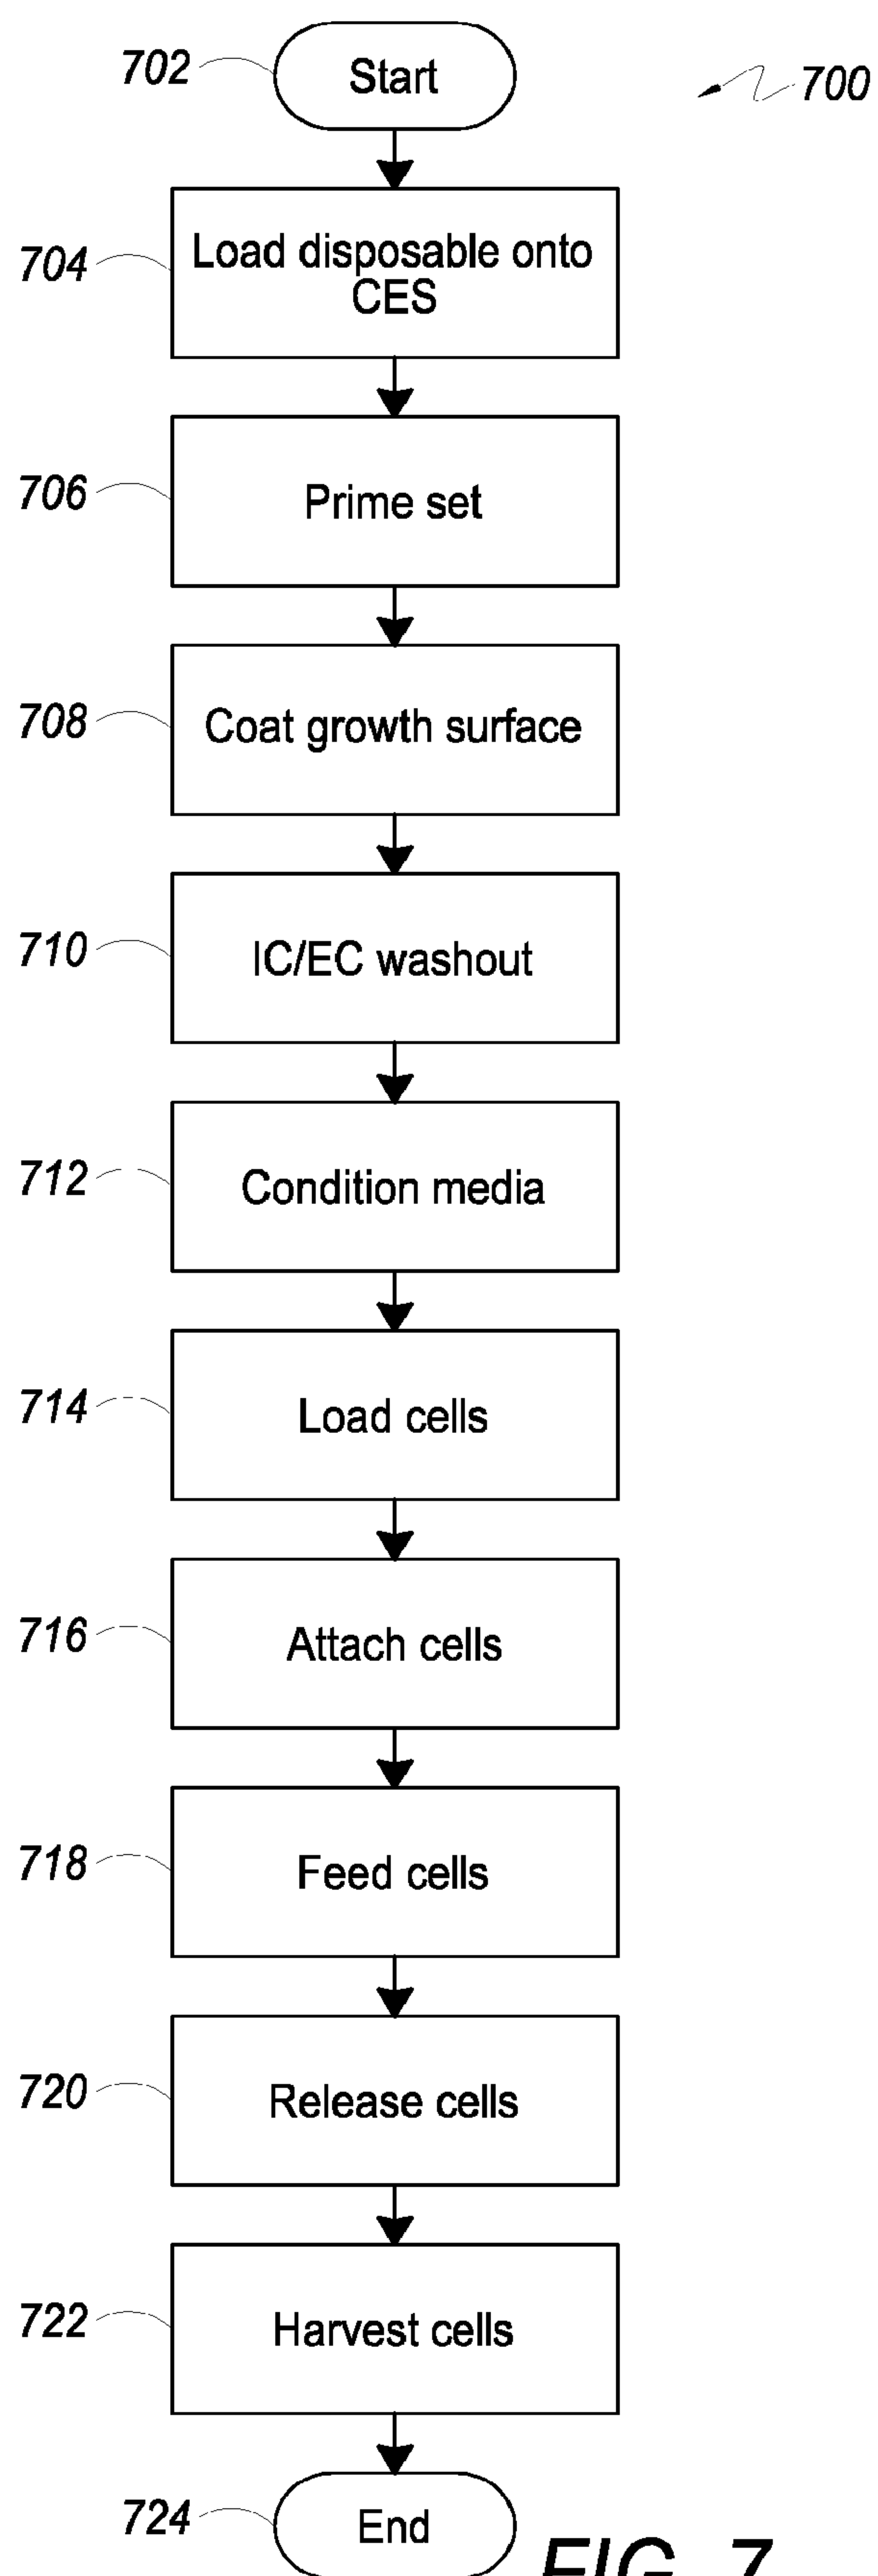 702
Start
700
704
Load disposable onto
CES
706
Prime set
708
Coat growth surface
710
IC/EC washout
712
Condition media
714
Load cells
716
Attach cells
718
Feed cells
720
Release cells
722
Harvest cells
724
End
FIG. 7